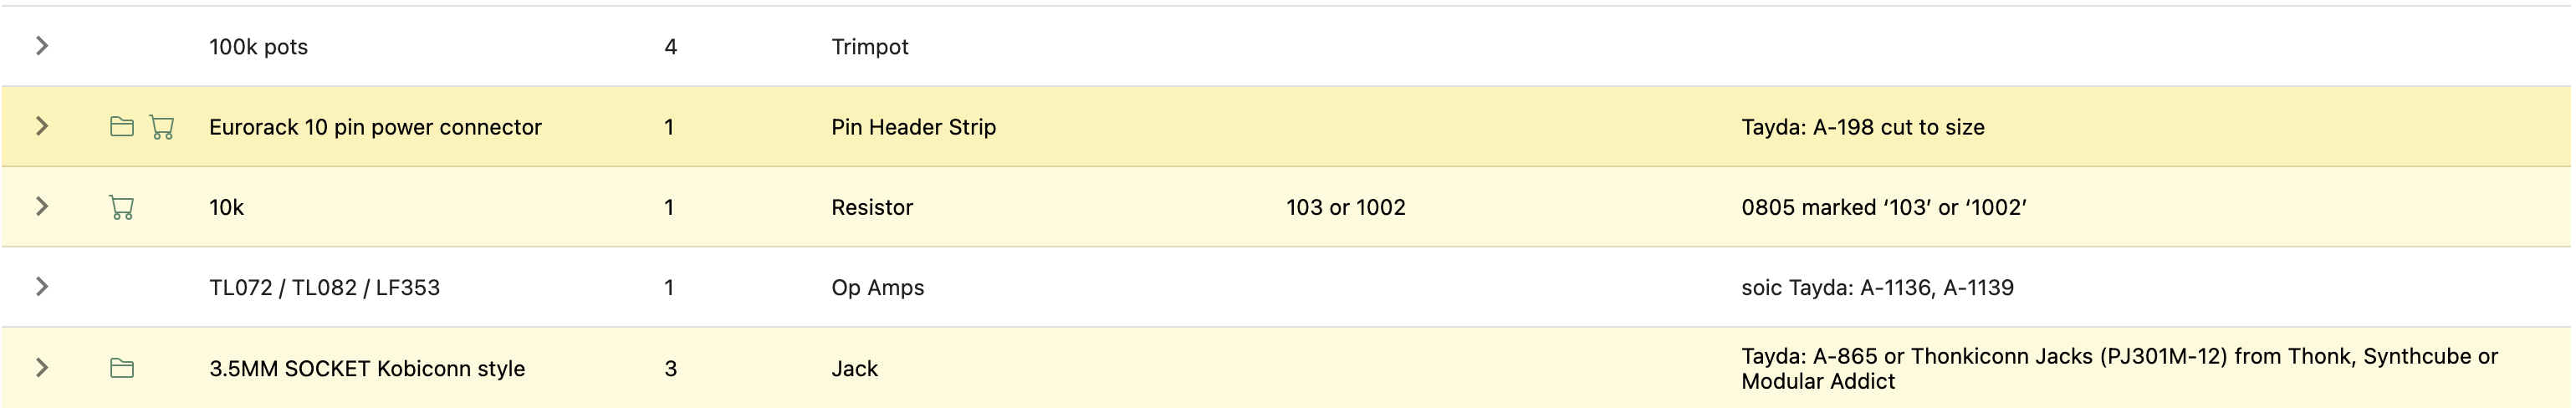 100k pots 4 Trimpot
Eurorack 10 pin power connector 1 Pin Header Strip Tayda: A-198 cut to size
10k 1 Resistor 103 or 1002 0805 marked ‘103’ or ‘1002’
TL072 / TL082 / LF353 1 Op Amps soic Tayda: A-1136, A-1139
3.5MM SOCKET Kobiconn style 3 Jack Tayda: A-865 or Thonkiconn Jacks (PJ301M-12) from Thonk, Synthcube or
Modular Addict